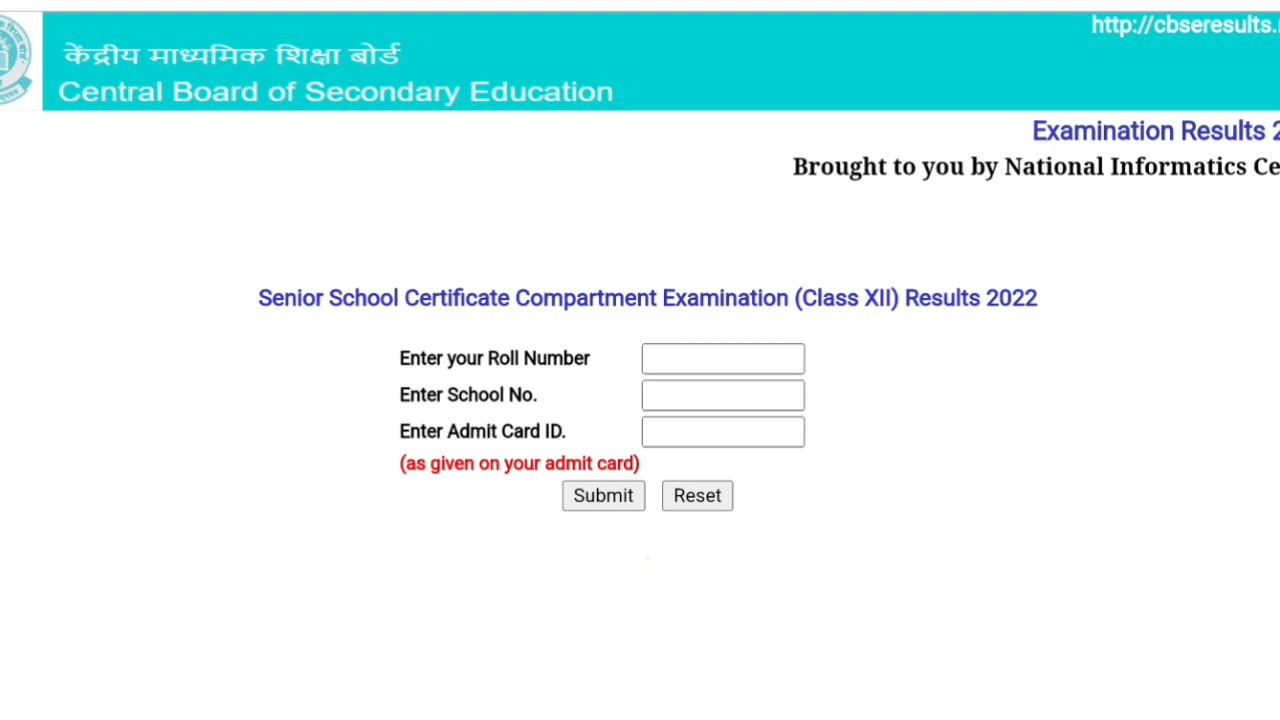 http://cbseresults.
केंद्रीय माध्यमिक शिक्षा बोर्ड
Central Board of Secondary Education
Examination Results
Brought to you by National Informatics
Senior School Certificate Compartment Examination (Class XII) Results 2022
Enter your Roll Number
Enter School No.
Enter Admit Card ID.
(as given on your admit card)
Submit Reset